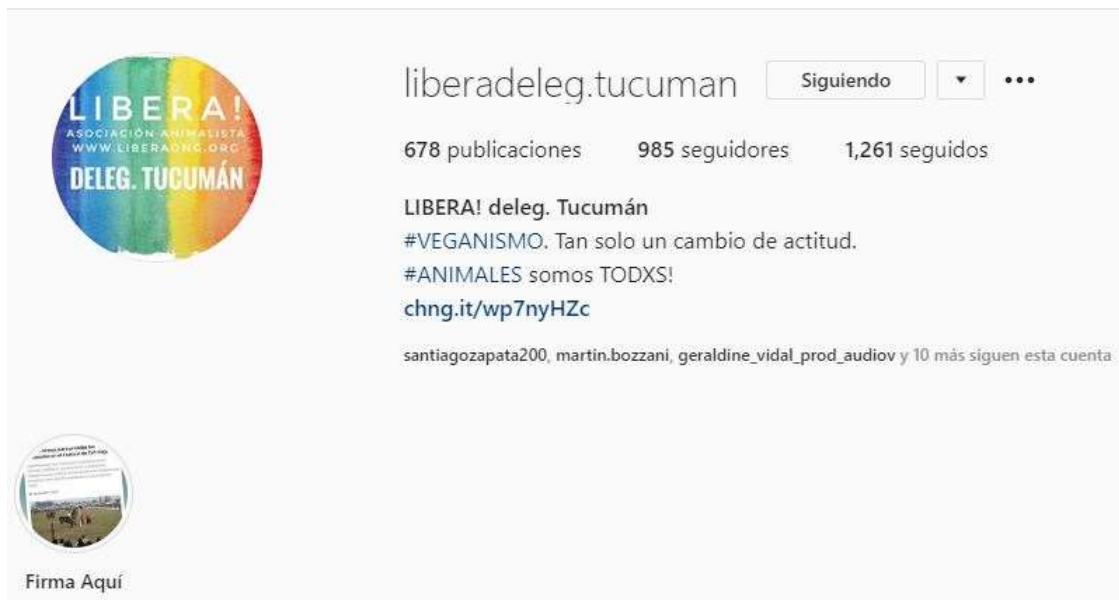 LIBERA!
ASOCIACIÓN ANIMALISTA
WWW.LIBERAONG.ORG
DELEG. TUCUMÁN
liberadeleg.tucuman Siguiendo
678 publicaciones 985 seguidores 1,261 seguidos
LIBERA! deleg. Tucumán
#VEGANISMO. Tan solo un cambio de actitud.
#ANIMALES somos TODXS!
chng.it/wp7nyHZc
santiagozapata200, martin.bozzani, geraldine_vidal_prod_audiov y 10 más siguen esta cuenta
Firma Aquí